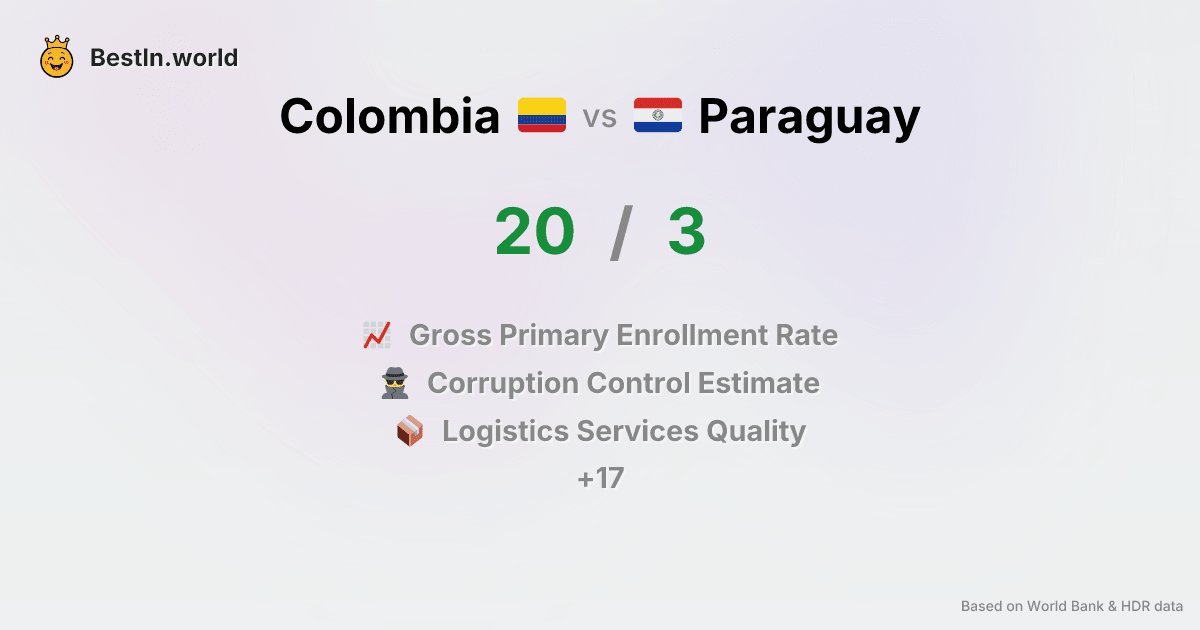 BestIn.world
Colombia vs Paraguay
20 / 3
Gross Primary Enrollment Rate
Corruption Control Estimate
Logistics Services Quality
+17
Based on World Bank & HDR data